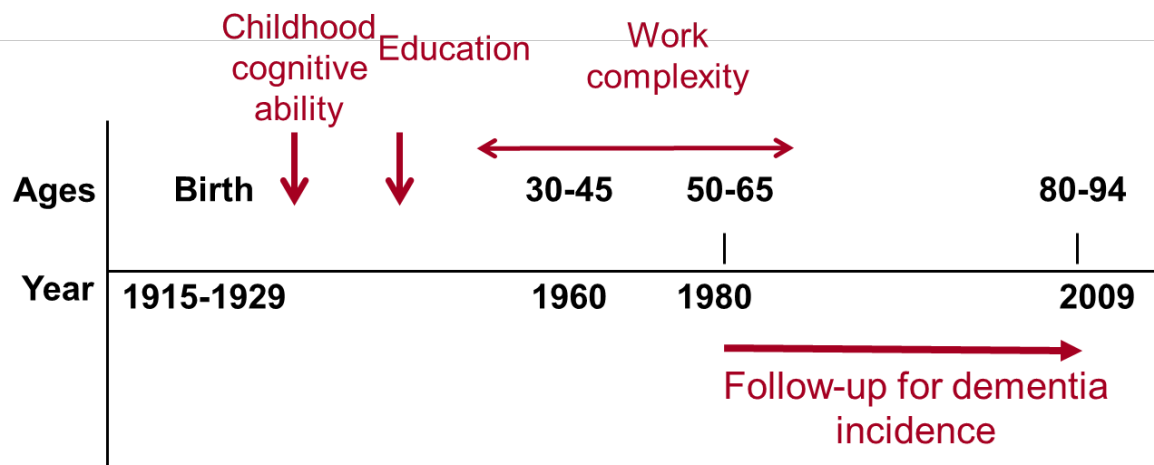 Childhood
cognitive
ability
Education
Work
complexity
Ages
Birth
30-45
50-65
80-94
Year
1915-1929
1960
1980
2009
Follow-up for dementia
incidence